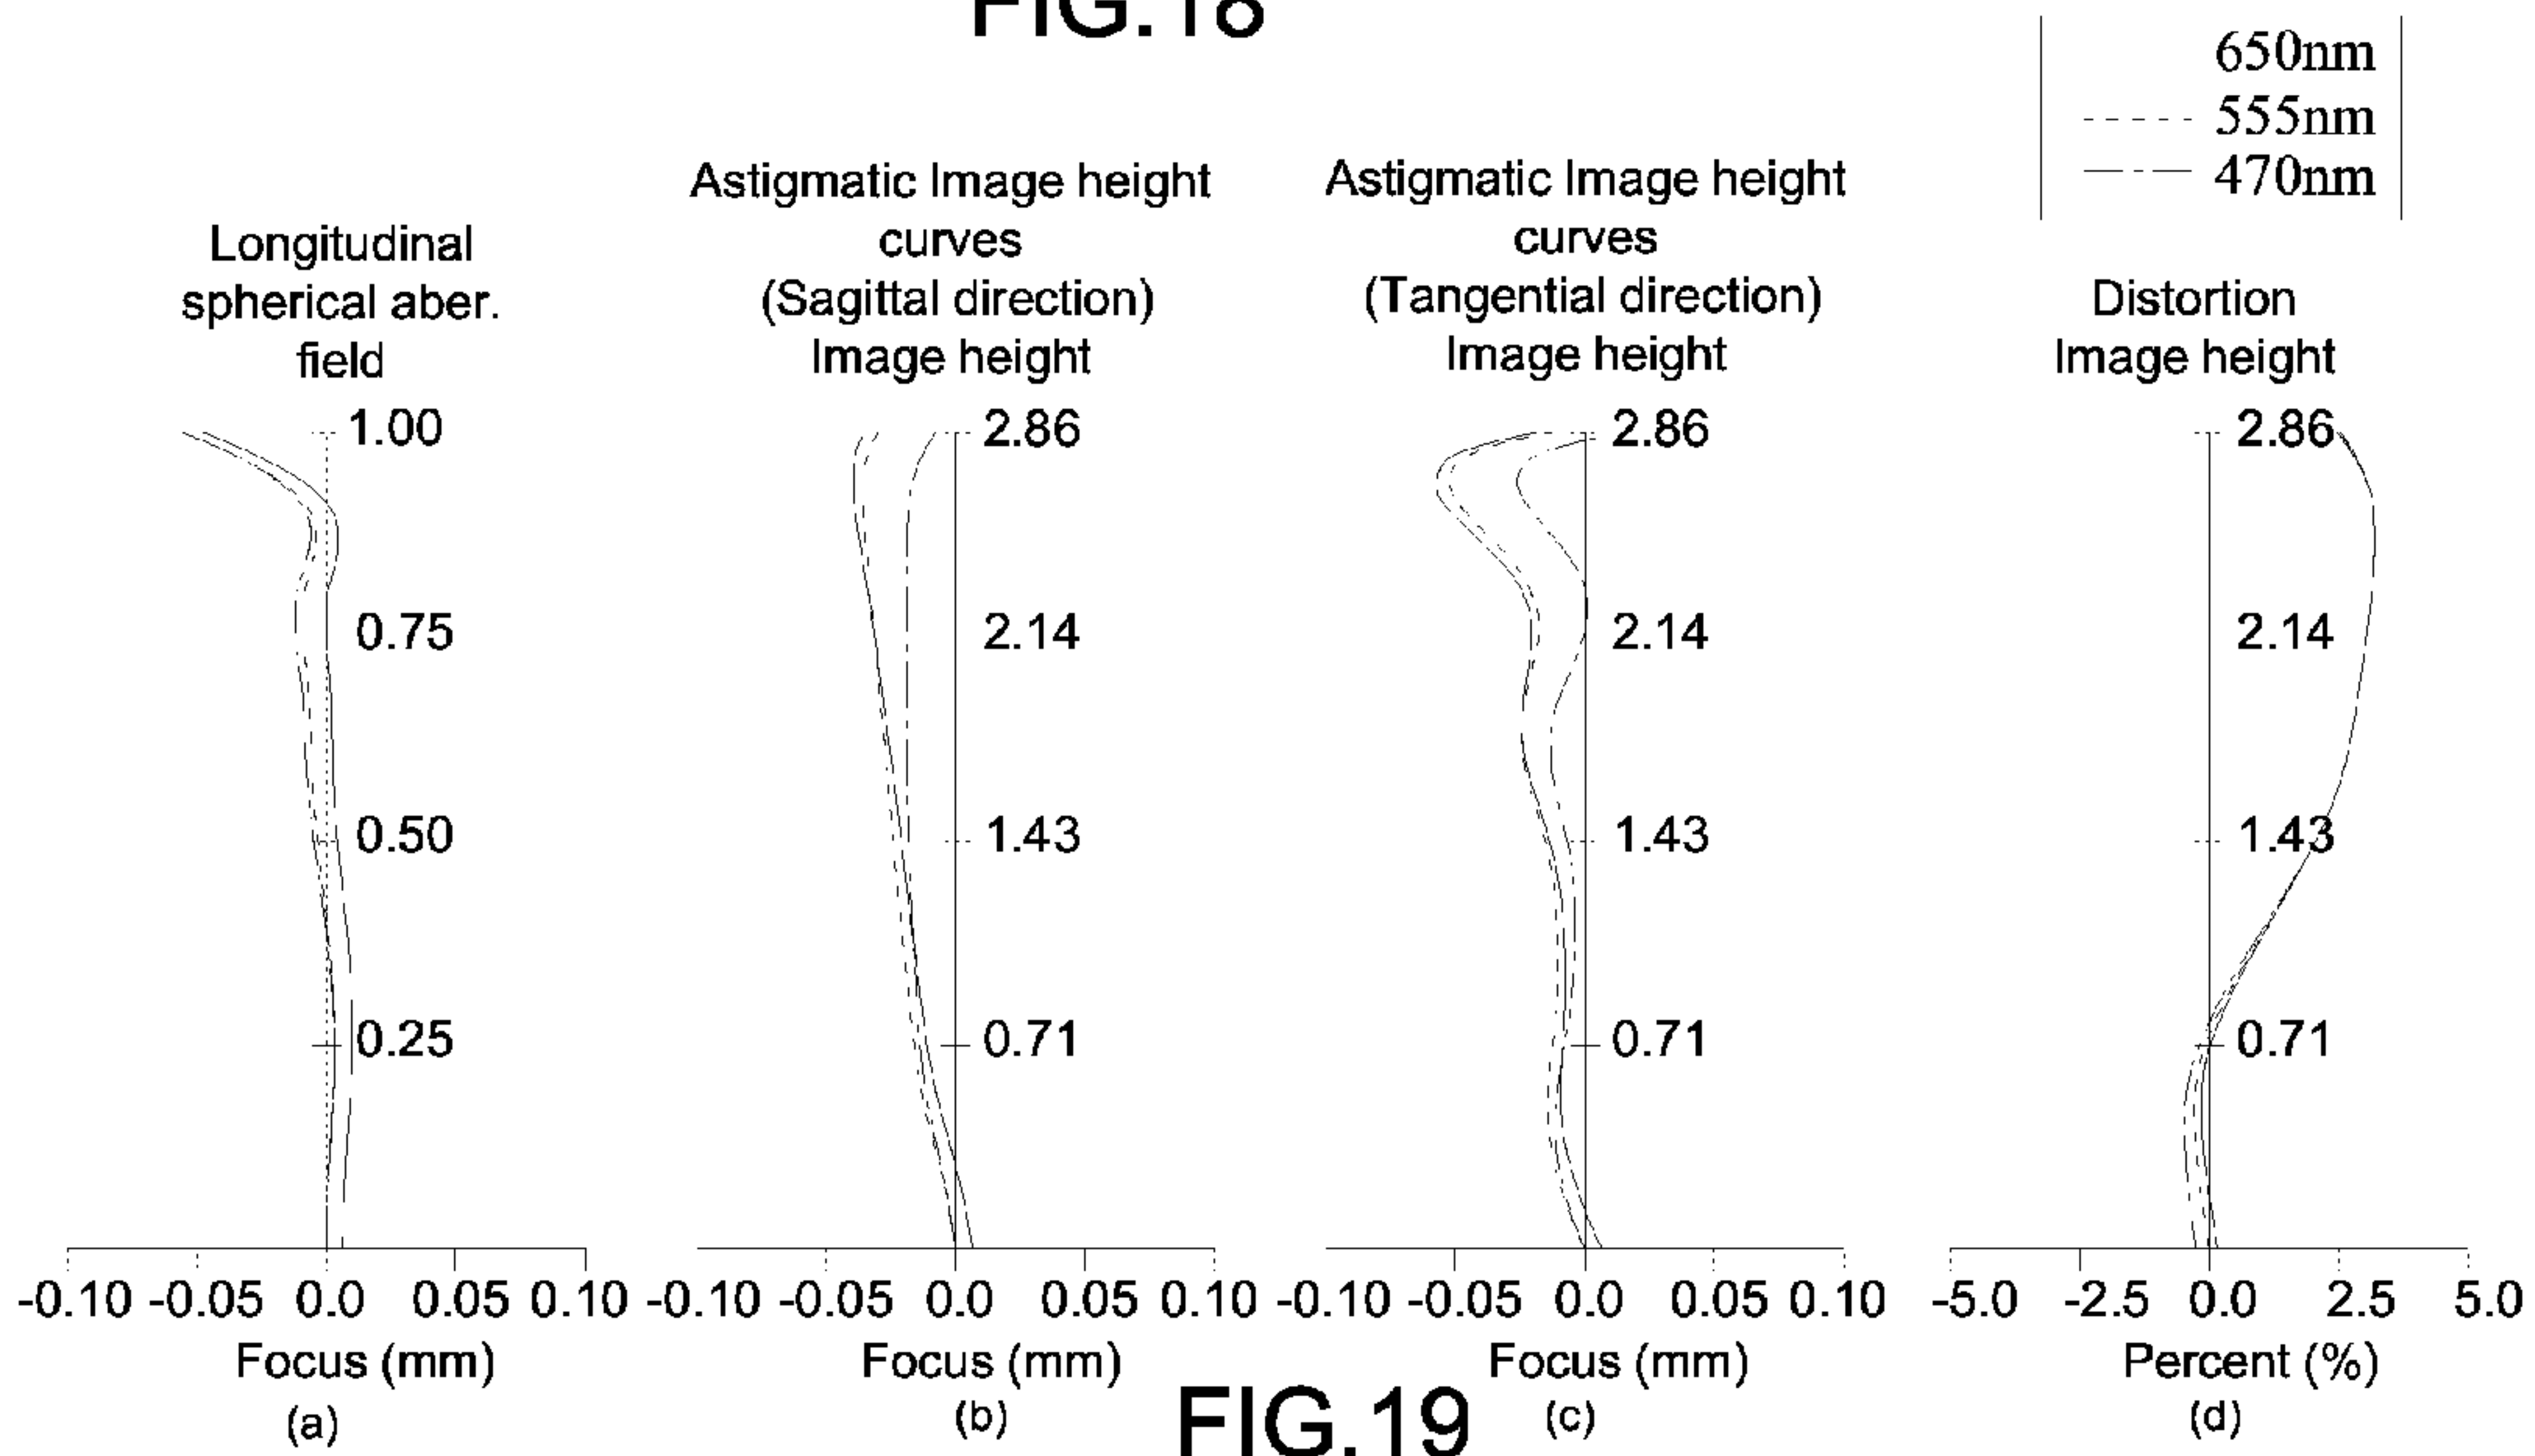 FIG.18
650nm
555nm
470nm
Longitudinal
spherical aber.
field
1.00
0.75
0.50
0.25
-0.10 -0.05 0.0 0.05 0.10
Focus (mm)
(a)
Astigmatic Image height
curves
(Sagittal direction)
Image height
2.86
2.14
1.43
0.71
-0.10 -0.05 0.0 0.05 0.10
Focus (mm)
(b)
Astigmatic Image height
curves
(Tangential direction)
Image height
2.86
2.14
1.43
0.71
-0.10 -0.05 0.0 0.05 0.10
Focus (mm)
(c)
Distortion
Image height
2.86
2.14
1.43
0.71
-5.0 -2.5 0.0 2.5 5.0
Percent (%)
(d)
FIG.19